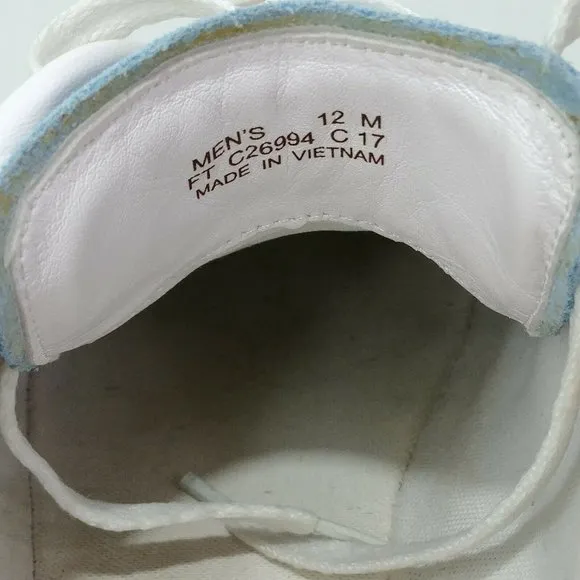 MEN'S 12 M
FT C26994 C 17
MADE IN VIETNAM